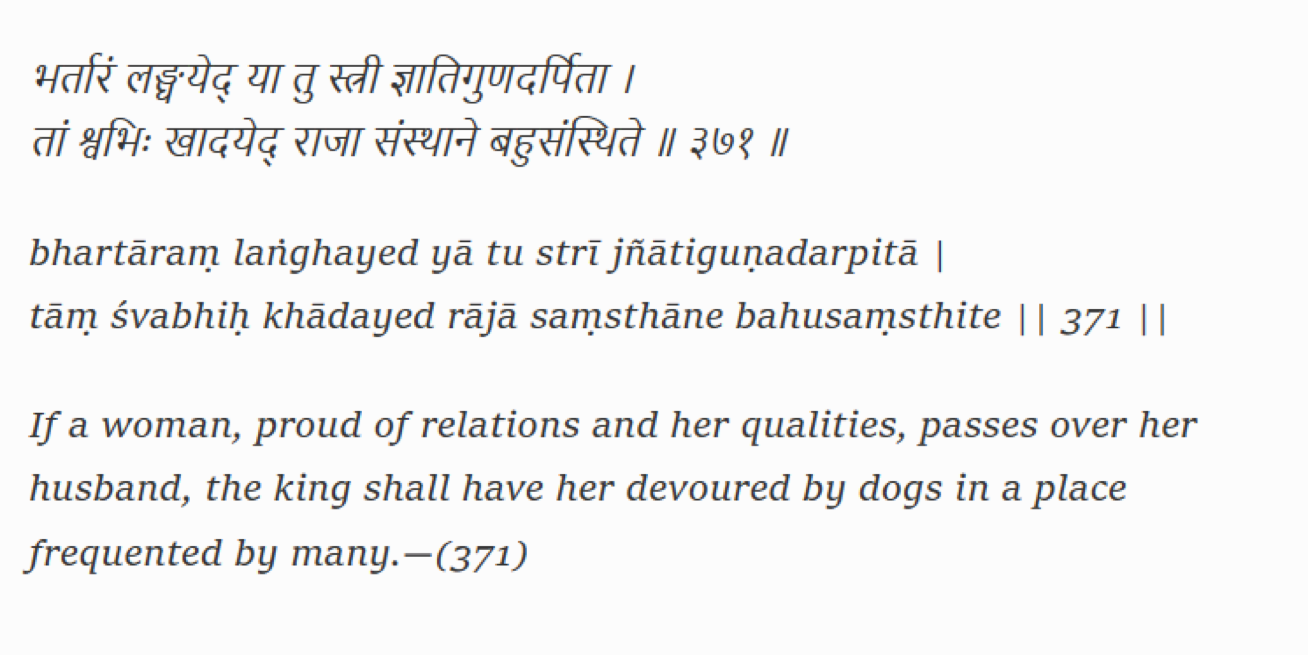 भर्तारं लङ्घयेद् या तु स्त्री ज्ञातिगुणदर्पिता ।
तां श्वभिः खादयेद् राजा संस्थाने बहुसंस्थिते ॥ ३७१ ॥
bhartāraṃ laṅghayed yā tu strī jñātiguṇadarpitā |
tāṃ śvabhiḥ khādayed rājā saṃsthāne bahusaṃsthite || 371 ||
If a woman, proud of relations and her qualities, passes over her
husband, the king shall have her devoured by dogs in a place
frequented by many.—(371)